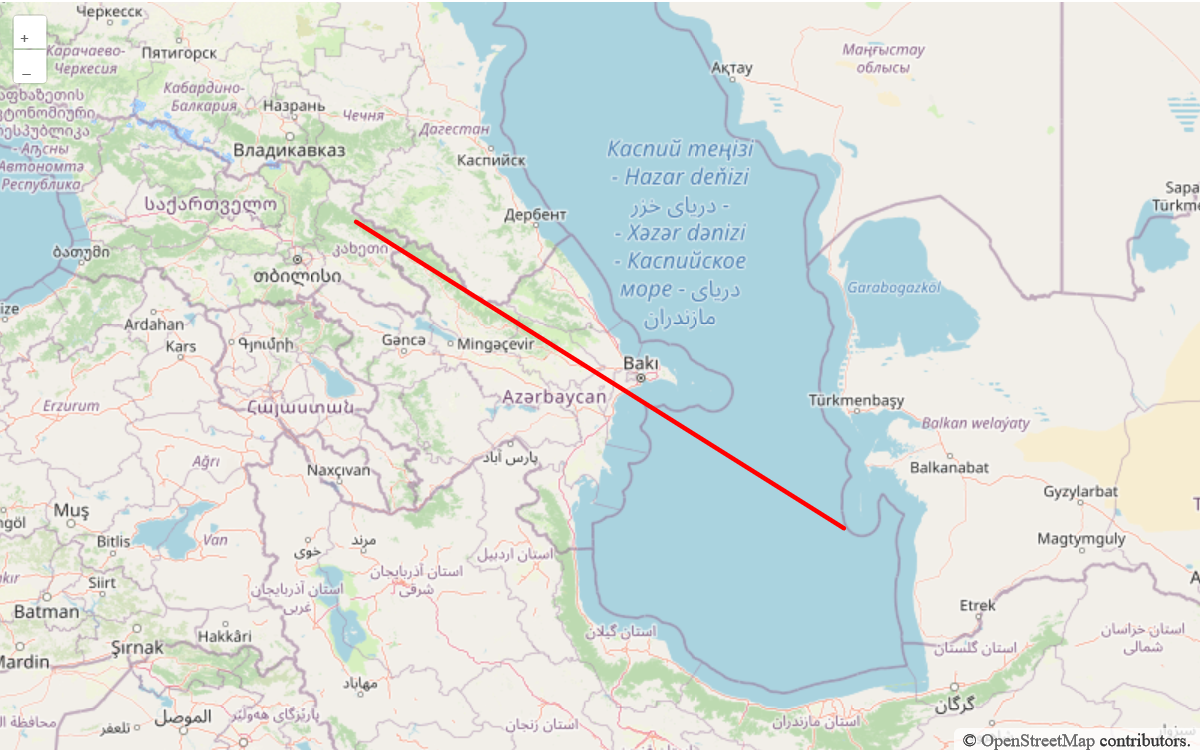 Черкесск
+
–
Карачаево-
Черкесия
Пятигорск
Маңғыстау
облысы
Ақтау
Кабардино-
Балкария
Назрань
Чечня
Дагестан
Владикавказ
Каспийск
- Аҧсны
Автономта
Республика
Каспий теңізі
- Hazar deňizi
- دریای خزر
- Xəzər dənizi
- Каспийское
море - دریای
مازندران
საქართველო
Дербент
კახეთი
ბათუმი
თბილისი
Garabogazköl
Ardahan
Kars
Գյումրի
Gəncə
Mingəçevir
Bakı
Azərbaycan
Erzurum
Հայաստան
Türkmenbaşy
Balkan welaýaty
Balkanabat
پارس آباد
Ağrı
Naxçıvan
Gyzylarbat
Muş
Van
Bitlis
مرند
خوی
استان اردبیل
Magtymguly
استان آذربایجان
شرقی
استان آذربایجان
غربی
Siirt
Batman
Etrek
Hakkâri
Şırnak
Mardin
استان گیلان
استان گلستان
استان خراسان
شمالی
مهاباد
گرگان
الموصل
تلعفر
پارێزگای هەولێر
استان زنجان
استان مازندران
© OpenStreetMap contributors.